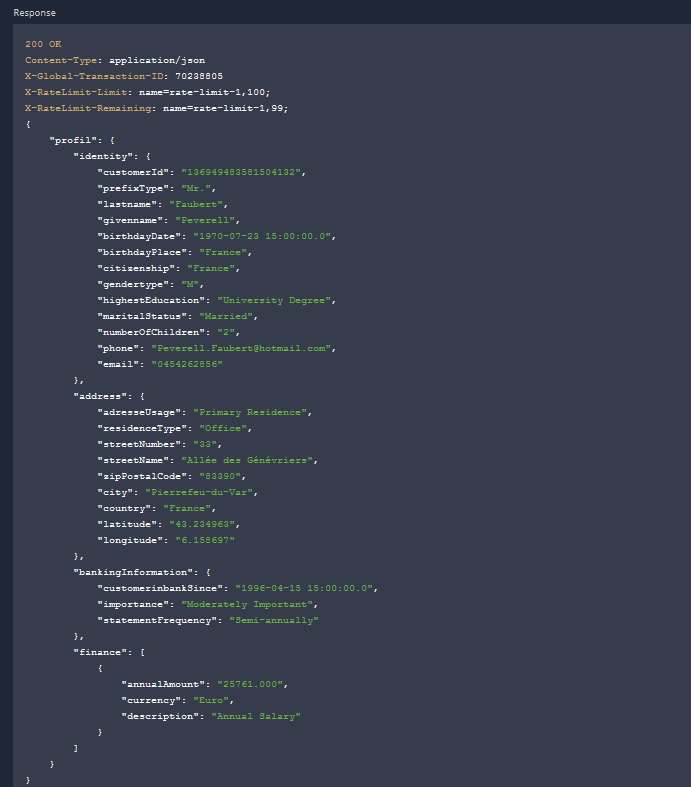 Response
200 OK
Content-Type: application/json
X-Global-Transaction-ID: 70238805
X-RateLimit-Limit: name=rate-limit-1,100;
X-RateLimit-Remaining: name=rate-limit-1,99;
{
    "profil": {
        "identity": {
            "customerId": "136949483581504132",
            "prefixType": "Mr.",
            "lastname": "Faubert",
            "givenname": "Peverell",
            "birthdayDate": "1970-07-23 15:00:00.0",
            "birthdayPlace": "France",
            "citizenship": "France",
            "gendertype": "M",
            "highestEducation": "University Degree",
            "maritalStatus": "Married",
            "numberOfChildren": "2",
            "phone": "Peverell.Faubert@hotmail.com",
            "email": "0454262856"
        },
        "address": {
            "adresseUsage": "Primary Residence",
            "residenceType": "Office",
            "streetNumber": "33",
            "streetName": "Allée des Génévriers",
            "zipPostalCode": "83390",
            "city": "Pierrefeu-du-Var",
            "country": "France",
            "latitude": "43.234963",
            "longitude": "6.158697"
        },
        "bankingInformation": {
            "customerinbankSince": "1996-04-15 15:00:00.0",
            "importance": "Moderately Important",
            "statementFrequency": "Semi-annually"
        },
        "finance": [
            {
                "annualAmount": "25761.000",
                "currency": "Euro",
                "description": "Annual Salary"
            }
        ]
    }
}